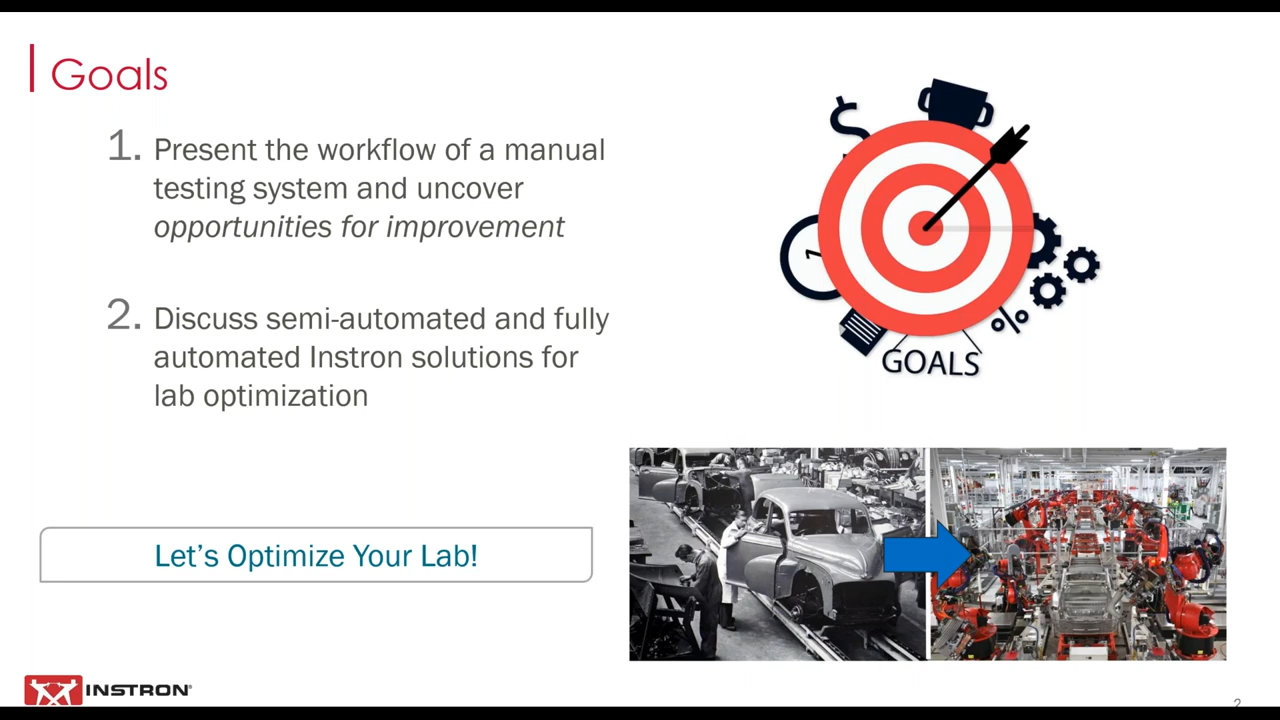 Goals
1. Present the workflow of a manual
testing system and uncover
opportunities for improvement
2. Discuss semi-automated and fully
automated Instron solutions for
lab optimization
$
%
GOALS
Let's Optimize Your Lab!
INSTRON®
2